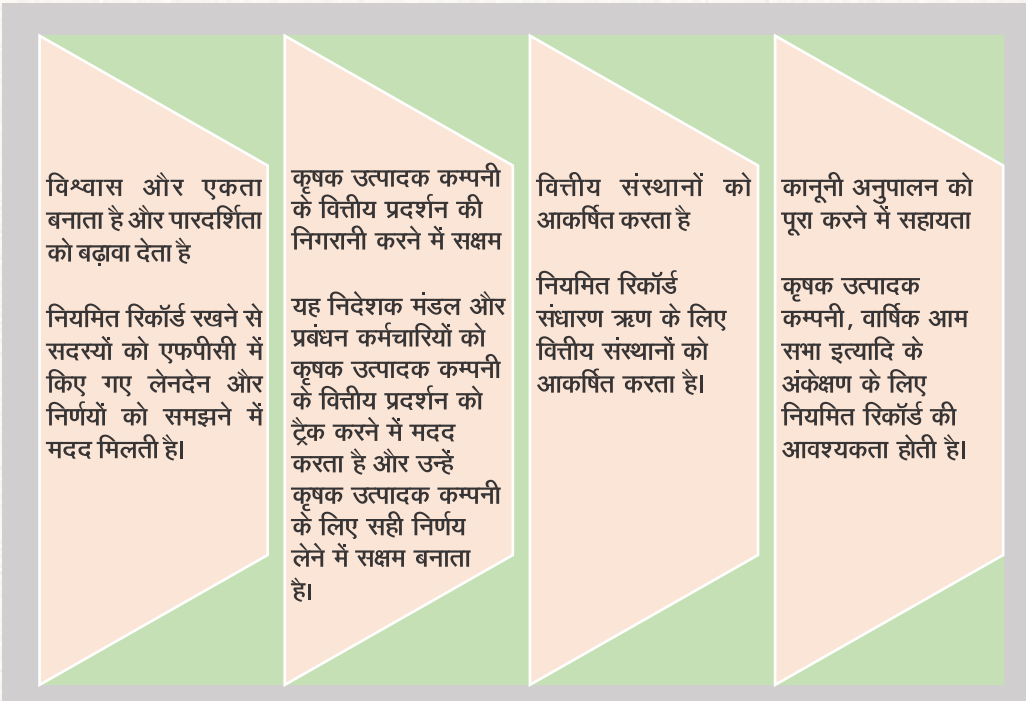 विश्वास और एकता
बनाता है और पारदर्शिता
को बढ़ावा देता है
नियमित रिकॉर्ड रखने से
सदस्यों को एफपीसी में
किए गए लेनदेन और
निर्णयों को समझने में
मदद मिलती है।
कृषक उत्पादक कम्पनी
के वित्तीय प्रदर्शन की
निगरानी करने में सक्षम
यह निदेशक मंडल और
प्रबंधन कर्मचारियों को
कृषक उत्पादक कम्पनी
के वित्तीय प्रदर्शन को
ट्रैक करने में मदद
करता है और उन्हें
कृषक उत्पादक कम्पनी
के लिए सही निर्णय
लेने में सक्षम बनाता
है।
वित्तीय संस्थानों को
आकर्षित करता है
नियमित रिकॉर्ड
संधारण ऋण के लिए
वित्तीय संस्थानों को
आकर्षित करता है।
कानूनी अनुपालन को
पूरा करने में सहायता
कृषक उत्पादक
कम्पनी, वार्षिक आम
सभा इत्यादि के
अंकेक्षण के लिए
नियमित रिकॉर्ड की
आवश्यकता होती है।